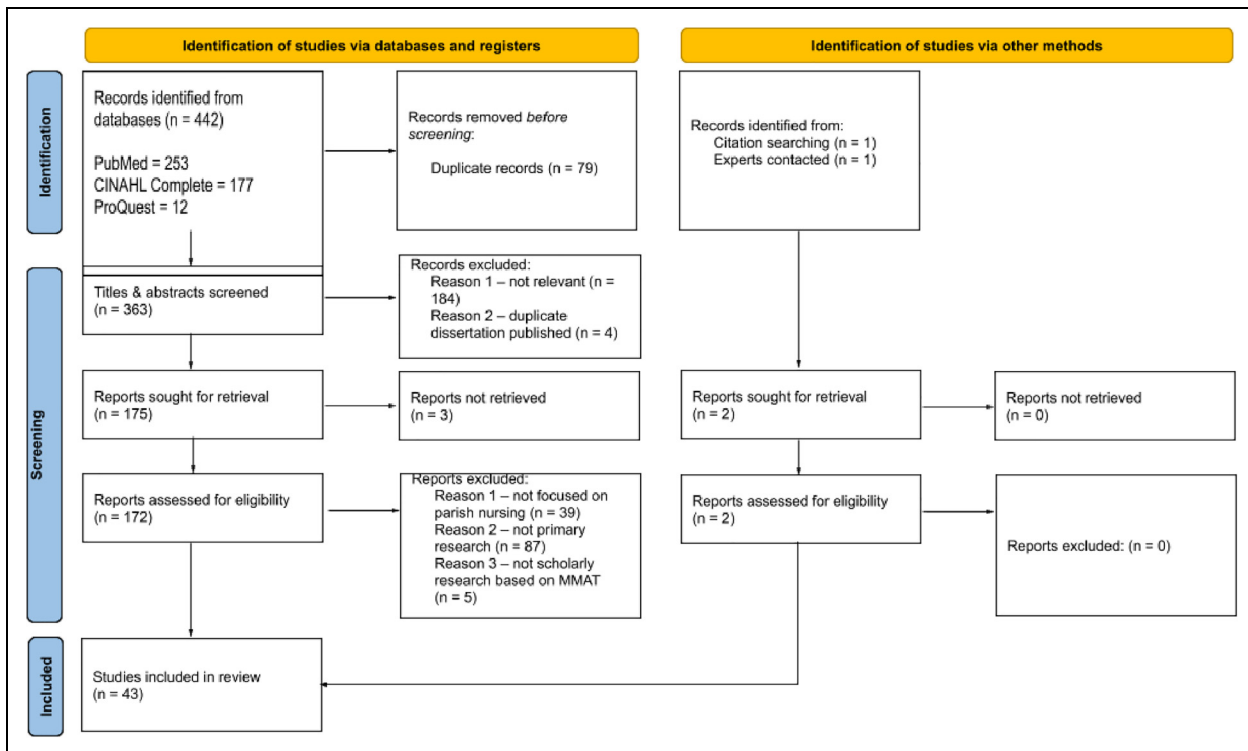 Identification of studies via databases and registers
Identification of studies via other methods
Identification
Records identified from
databases (n = 442)
PubMed = 253
CINAHL Complete = 177
ProQuest = 12
Records removed before
screening:
Duplicate records (n = 79)
Records identified from:
Citation searching (n = 1)
Experts contacted (n = 1)
Screening
Titles & abstracts screened
(n = 363)
Records excluded:
Reason 1 – not relevant (n =
184)
Reason 2 – duplicate
dissertation published (n = 4)
Reports sought for retrieval
(n = 175)
Reports not retrieved
(n = 3)
Reports sought for retrieval
(n = 2)
Reports not retrieved
(n = 0)
Reports assessed for eligibility
(n = 172)
Reports excluded:
Reason 1 – not focused on
parish nursing (n = 39)
Reason 2 – not primary
research (n = 87)
Reason 3 – not scholarly
research based on MMAT
(n = 5)
Reports assessed for eligibility
(n = 2)
Reports excluded: (n = 0)
Included
Studies included in review
(n = 43)